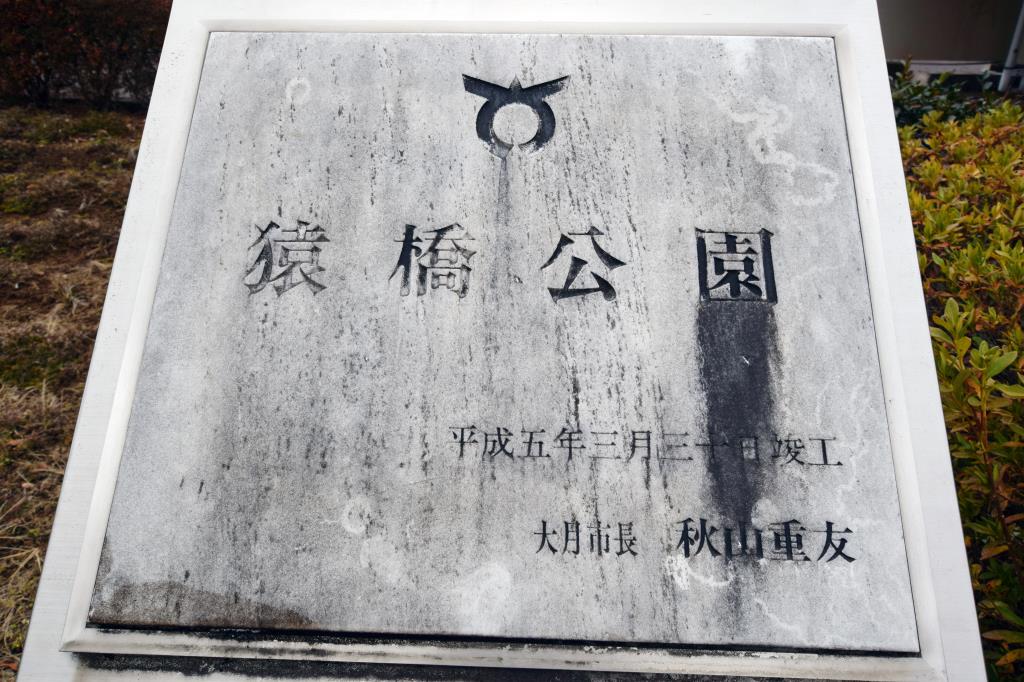 猿橋公園
平成五年三月三十日竣工
大月市長 秋山重友